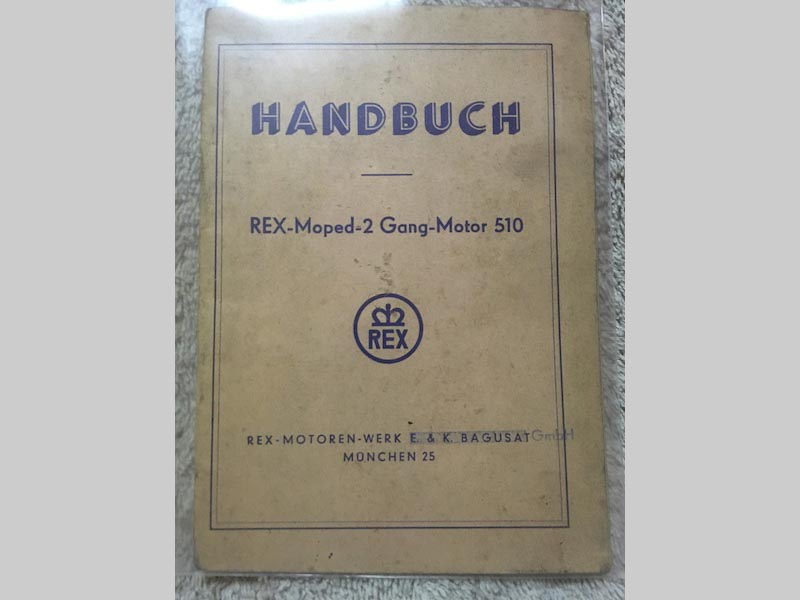 HANDBUCH
REX-Moped-2 Gang-Motor 510
REX
REX-MOTOREN-WERK E. & K. BAGUSAT GmbH
MÜNCHEN 25